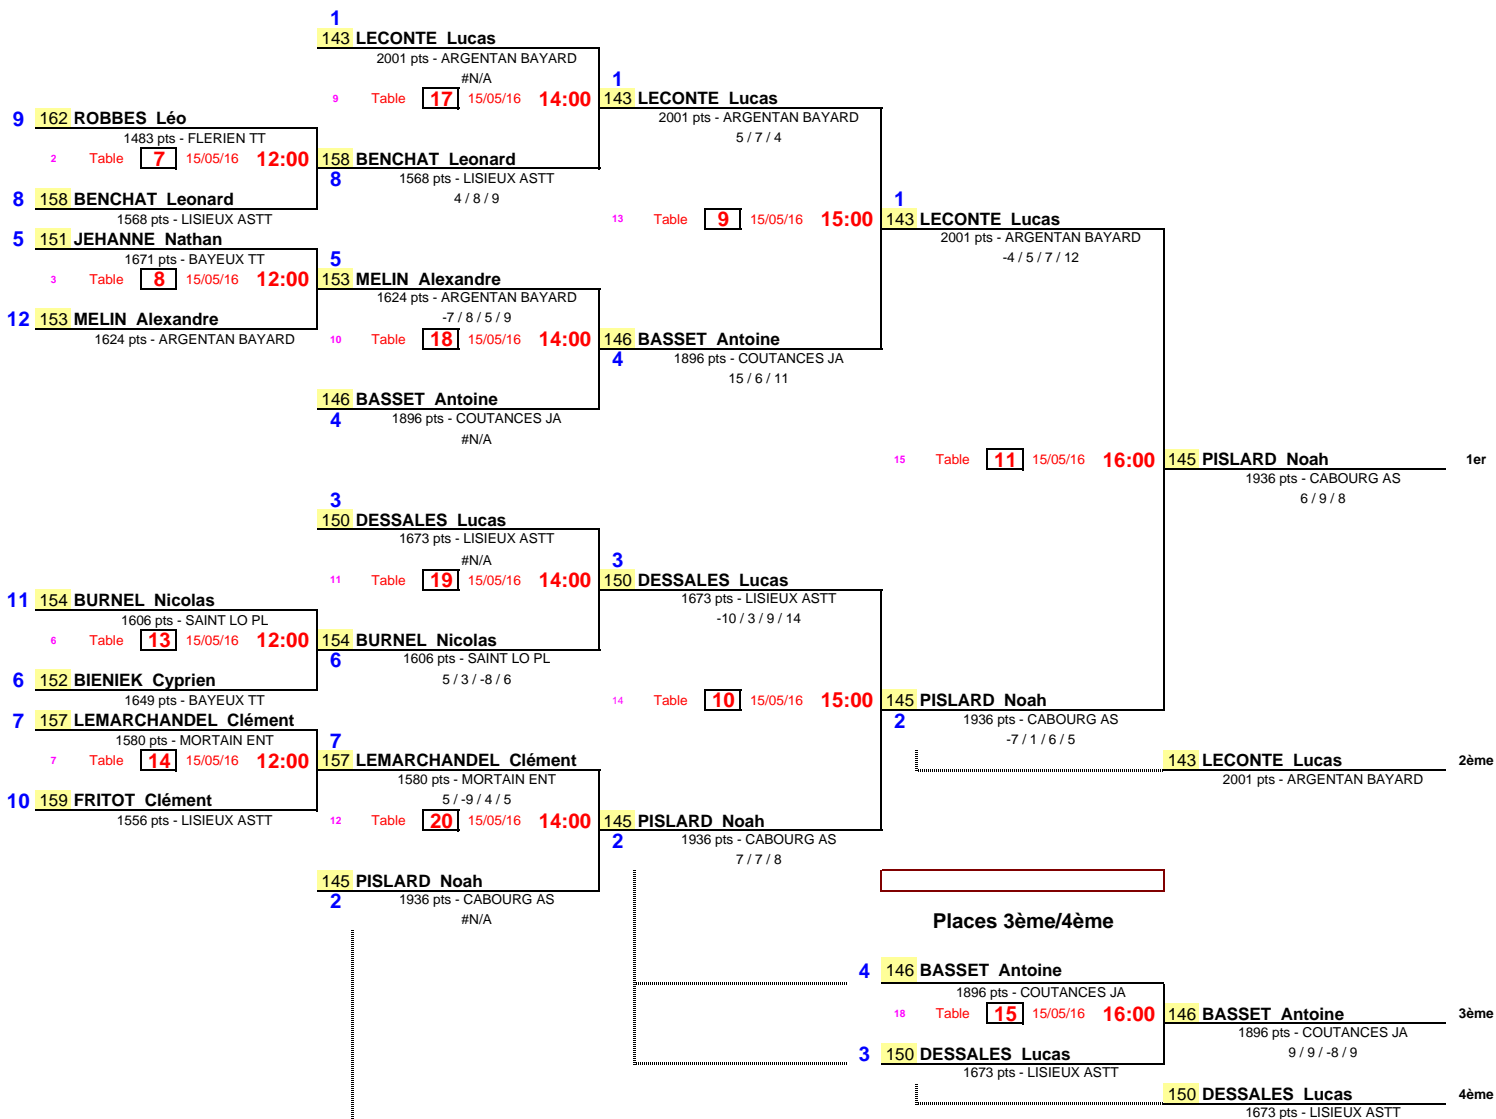 1
143 LECONTE Lucas
2001 pts - ARGENTAN BAYARD
#N/A
9 Table 17 15/05/16 14:00
1
143 LECONTE Lucas
2001 pts - ARGENTAN BAYARD
5 / 7 / 4
9 162 ROBBES Léo
1483 pts - FLERIEN TT
2 Table 7 15/05/16 12:00
158 BENCHAT Leonard
8 1568 pts - LISIEUX ASTT
4 / 8 / 9
8 158 BENCHAT Leonard
1568 pts - LISIEUX ASTT
13 Table 9 15/05/16 15:00
1
143 LECONTE Lucas
2001 pts - ARGENTAN BAYARD
-4 / 5 / 7 / 12
5 151 JEHANNE Nathan
1671 pts - BAYEUX TT
3 Table 8 15/05/16 12:00
5
153 MELIN Alexandre
1624 pts - ARGENTAN BAYARD
-7 / 8 / 5 / 9
12 153 MELIN Alexandre
1624 pts - ARGENTAN BAYARD
10 Table 18 15/05/16 14:00
146 BASSET Antoine
4 1896 pts - COUTANCES JA
15 / 6 / 11
146 BASSET Antoine
4 1896 pts - COUTANCES JA
#N/A
15 Table 11 15/05/16 16:00
145 PISLARD Noah 1er
1936 pts - CABOURG AS
6 / 9 / 8
3
150 DESSALES Lucas
1673 pts - LISIEUX ASTT
#N/A
11 Table 19 15/05/16 14:00
3
150 DESSALES Lucas
1673 pts - LISIEUX ASTT
-10 / 3 / 9 / 14
11 154 BURNEL Nicolas
1606 pts - SAINT LO PL
6 Table 13 15/05/16 12:00
154 BURNEL Nicolas
6 1606 pts - SAINT LO PL
5 / 3 / -8 / 6
6 152 BIENIEK Cyprien
1649 pts - BAYEUX TT
14 Table 10 15/05/16 15:00
145 PISLARD Noah
2 1936 pts - CABOURG AS
-7 / 1 / 6 / 5
7 157 LEMARCHANDEL Clément
1580 pts - MORTAIN ENT
7 Table 14 15/05/16 12:00
7
157 LEMARCHANDEL Clément
1580 pts - MORTAIN ENT
5 / -9 / 4 / 5
143 LECONTE Lucas 2ème
2001 pts - ARGENTAN BAYARD
10 159 FRITOT Clément
1556 pts - LISIEUX ASTT
12 Table 20 15/05/16 14:00
145 PISLARD Noah
2 1936 pts - CABOURG AS
7 / 7 / 8
145 PISLARD Noah
2 1936 pts - CABOURG AS
#N/A
Places 3ème/4ème
4 146 BASSET Antoine
1896 pts - COUTANCES JA
18 Table 15 15/05/16 16:00
146 BASSET Antoine 3ème
1896 pts - COUTANCES JA
9 / 9 / -8 / 9
3 150 DESSALES Lucas
1673 pts - LISIEUX ASTT
150 DESSALES Lucas 4ème
1673 pts - LISIEUX ASTT